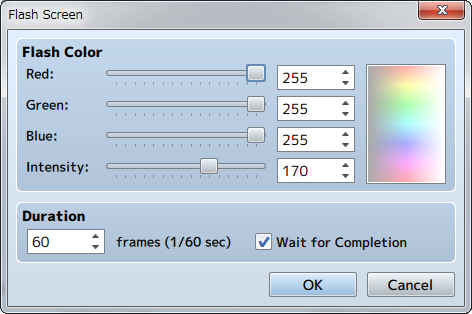 Flash Screen
Flash Color
Red: 255
Green: 255
Blue: 255
Intensity: 170
Duration
60 frames (1/60 sec) Wait for Completion
OK Cancel